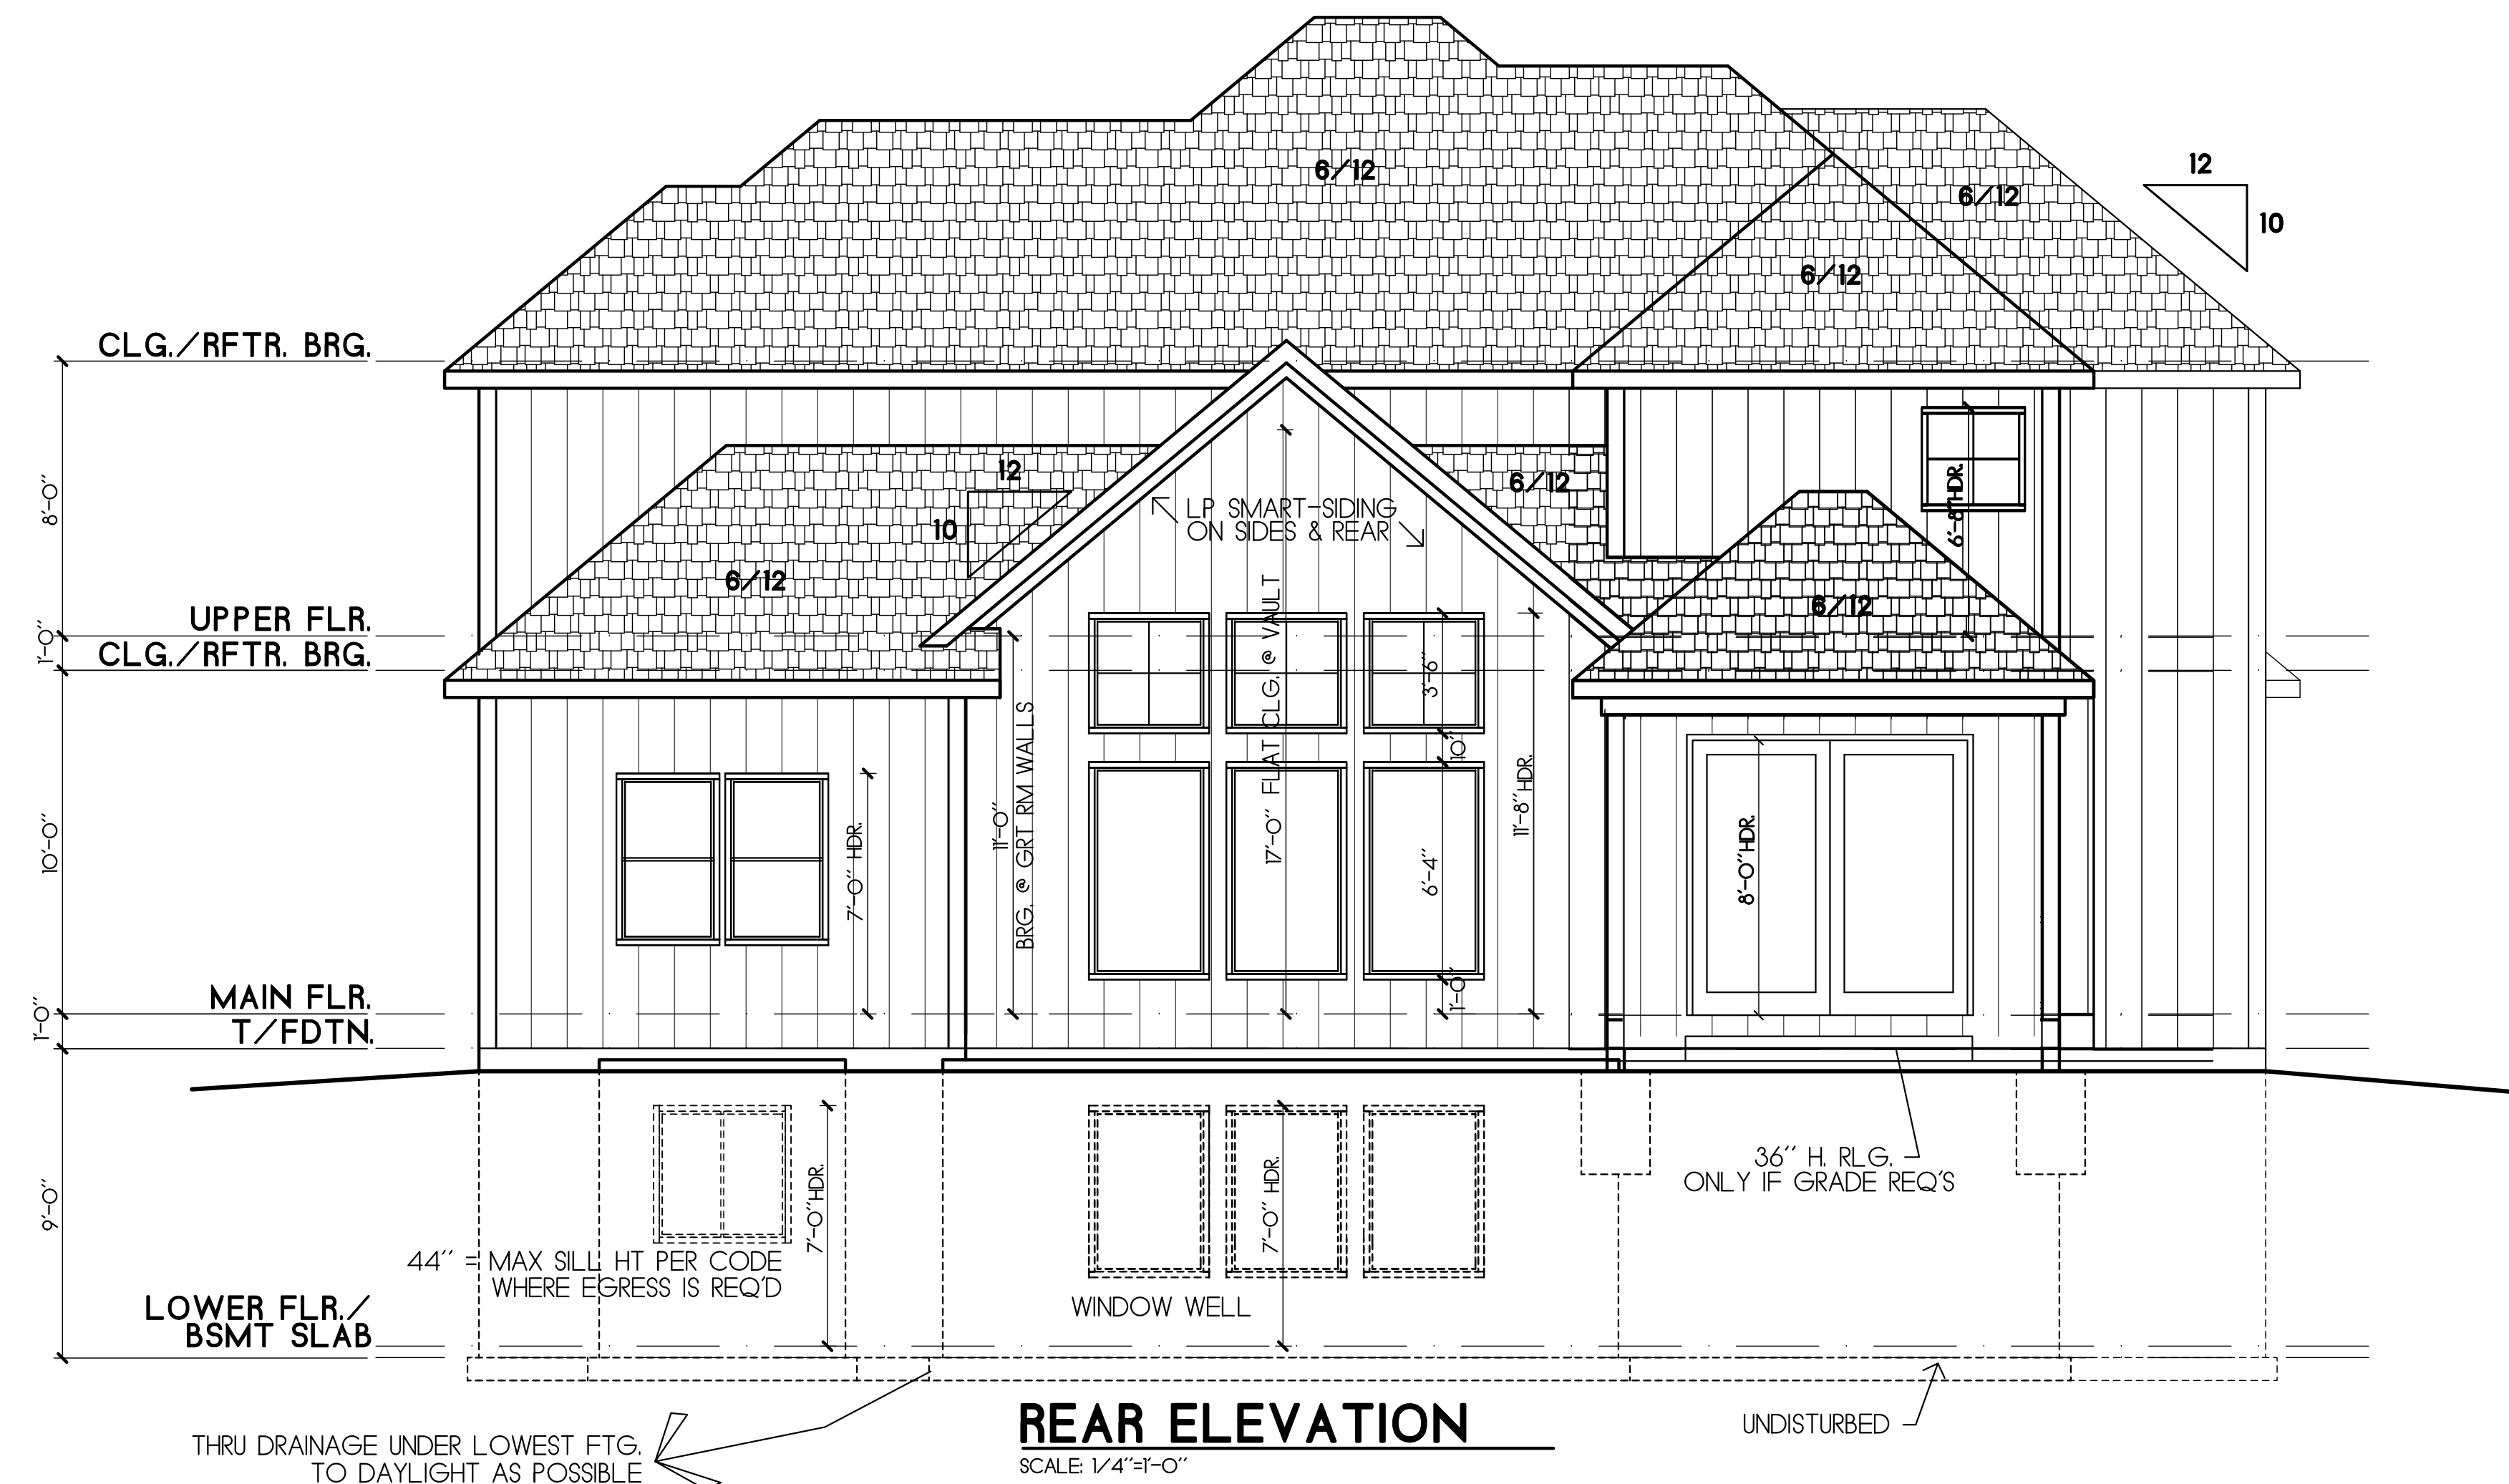 6/12
6/12
12
10
6/12
CLG./RFTR. BRG.
8'-0"
12
10
6/12
6'-8"HDR.
LP SMART-SIDING
ON SIDES & REAR
6/12
6/12
UPPER FLR.
1'-0"
CLG./RFTR. BRG.
10'-0"
7'-0" HDR.
11'-0"
BRG. @ GRT RM WALLS
17'-0" FLAT CLG. @ VAULT
3'-6"
10"
6'-4"
1'-0"
11'-8"HDR.
8'-0"HDR.
MAIN FLR.
1'-0"
T/FDTN.
9'-0"
7'-0"HDR.
7'-0" HDR.
36" H. RLG.
ONLY IF GRADE REQ'S
44" = MAX SILL HT PER CODE
WHERE EGRESS IS REQ'D
WINDOW WELL
LOWER FLR./
BSMT SLAB
REAR ELEVATION
SCALE: 1/4"=1'-0"
UNDISTURBED
THRU DRAINAGE UNDER LOWEST FTG.
TO DAYLIGHT AS POSSIBLE